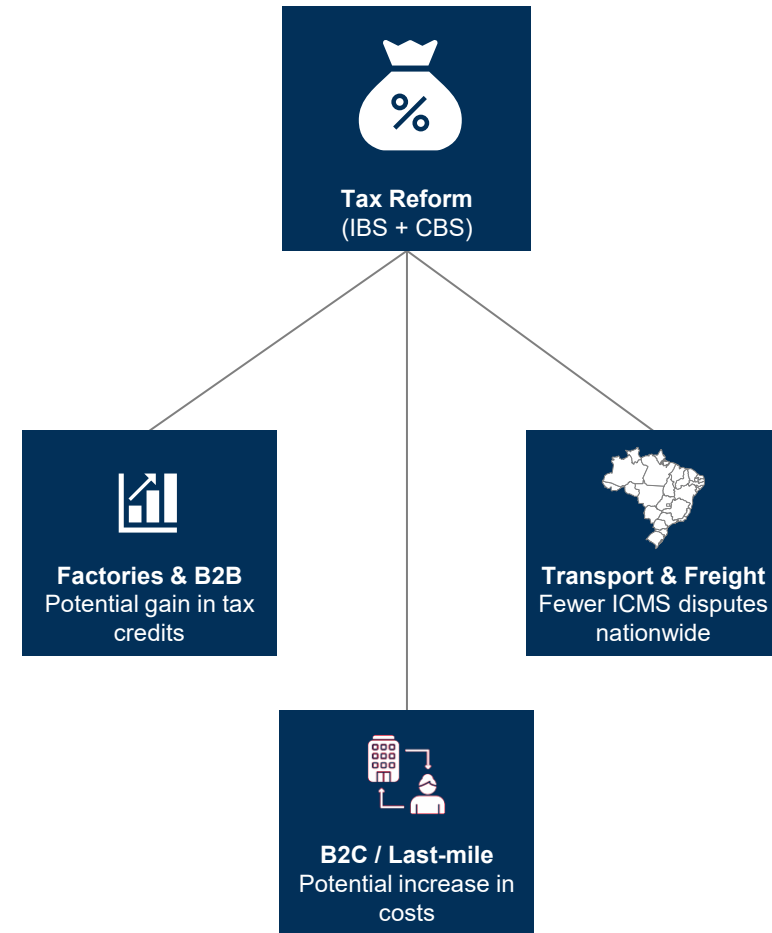 %
Tax Reform
(IBS + CBS)
Factories & B2B
Potential gain in tax
credits
Transport & Freight
Fewer ICMS disputes
nationwide
B2C / Last-mile
Potential increase in
costs